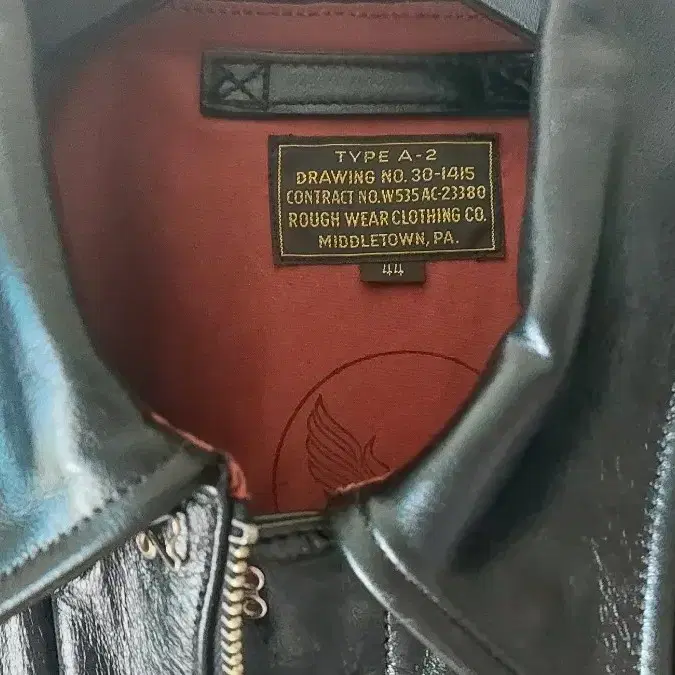 TYPE A-2
DRAWING NO. 30-1415
CONTRACT NO. W535 AC-23380
ROUGH WEAR CLOTHING CO.
MIDDLETOWN, PA.
44